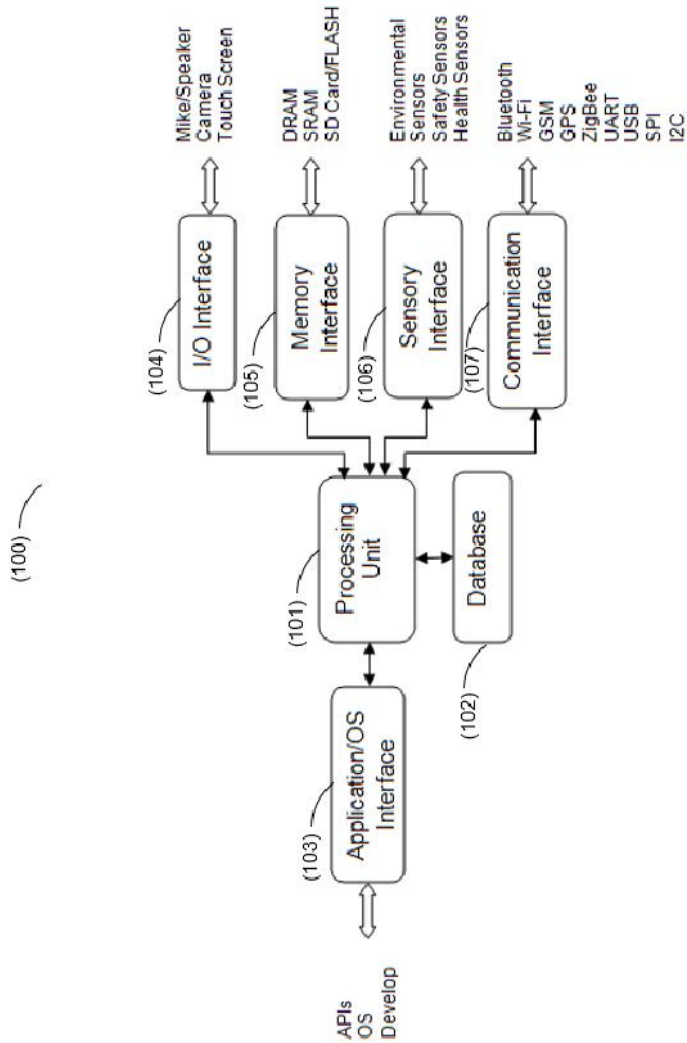 (100)
APIs
OS
Develop
(103)
Application/OS
Interface
(101)
Processing
Unit
(102)
Database
(104)
I/O Interface
Mike/Speaker
Camera
Touch Screen
(105)
Memory
Interface
DRAM
SRAM
SD Card/FLASH
(106)
Sensory
Interface
Environmental
Sensors
Safety Sensors
Health Sensors
(107)
Communication
Interface
Bluetooth
Wi-Fi
GSM
GPS
ZigBee
UART
USB
SPI
I2C